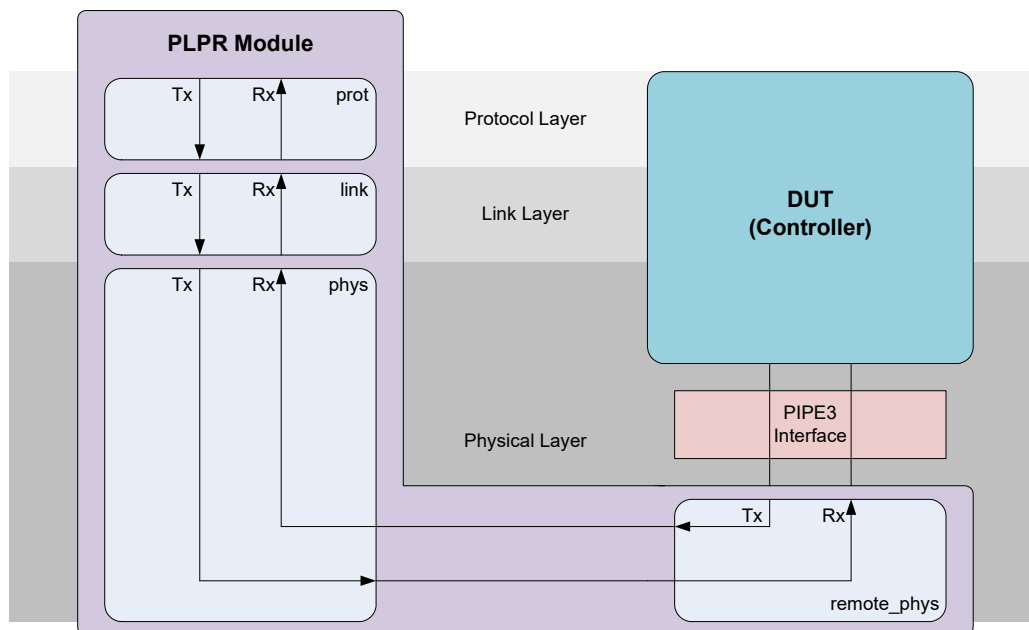 PLPR Module
Tx
Rx
prot
Protocol Layer
Tx
Rx
link
Link Layer
DUT
(Controller)
Tx
Rx
phys
PIPE3
Interface
Physical Layer
Tx
Rx
remote_phys